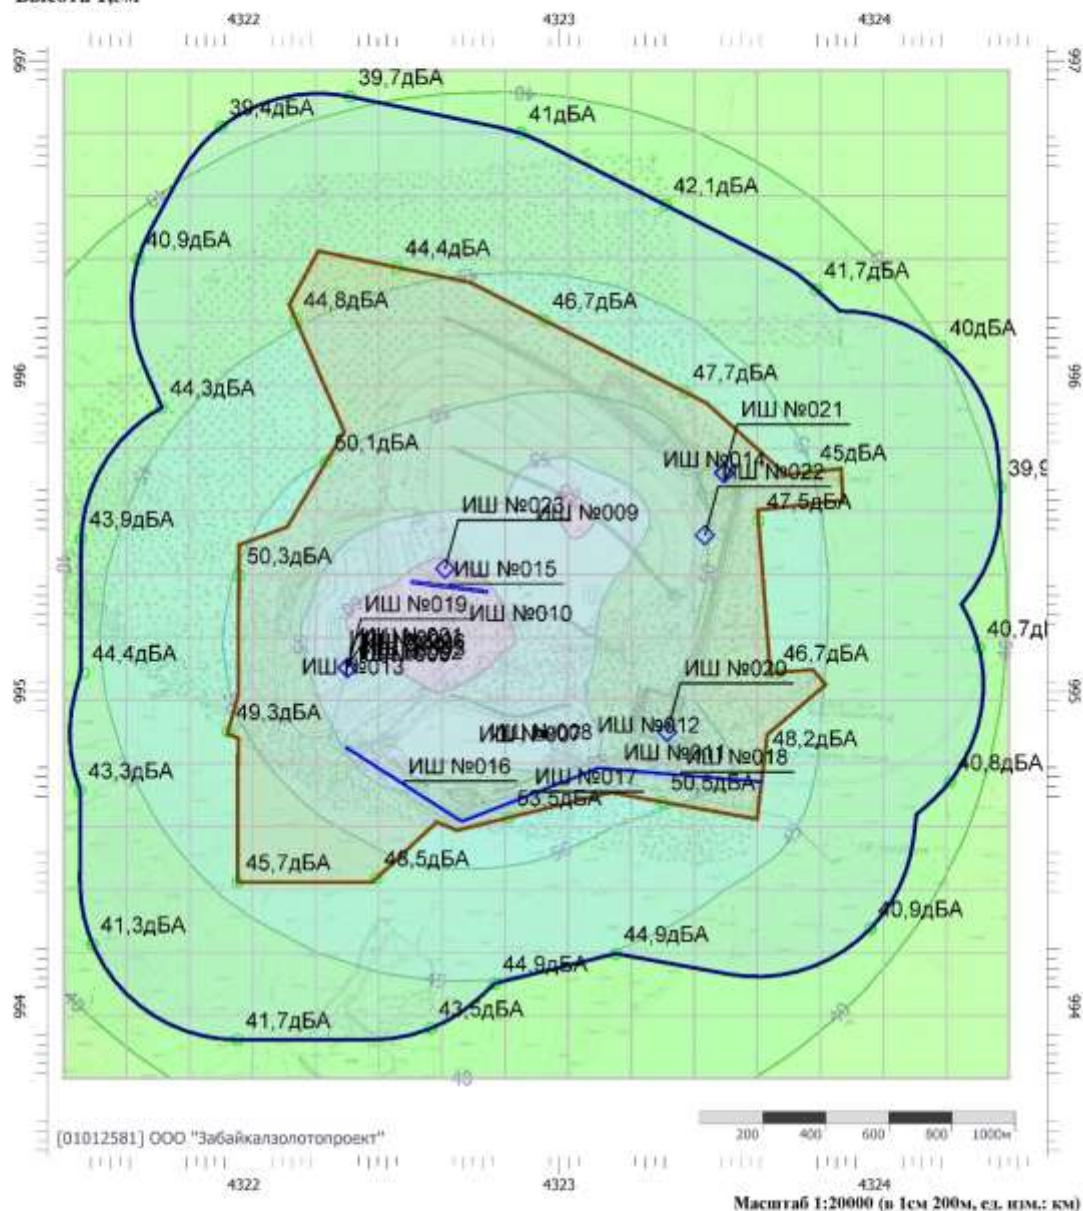 4322 4323 4324
997 997
39,7дБА
39,4дБА
41дБА
40
42,1дБА
40,9дБА
44,4дБА
41,7дБА
44,8дБА
46,7дБА
40дБА
996 996
47,7дБА
44,3дБА
ИШ №021
50,1дБА
45дБА
ИШ №014
ИШ №022
39,9
55
47,5дБА
ИШ №023
ИШ №009
43,9дБА
50,3дБА
ИШ №015
ИШ №019
ИШ №010
40,7д
44,4дБА
ИШ №013
46,7дБА
ИШ №020
995 995
49,3дБА
ИШ №012
48,2дБА
ИШ №011
ИШ №018
40,8дБА
ИШ №016
ИШ №017
50,5дБА
53,5дБА
50
45,7дБА
48,5дБА
41,3дБА
40,9дБА
44,9дБА
44,9дБА
45
994 994
43,5дБА
41,7дБА
40
[01012581] ООО "Забайкалзолотопроект"
200 400 600 800 1000м
4322 4323 4324
Масштаб 1:20000 (в 1см 200м, ед. изм.: км)